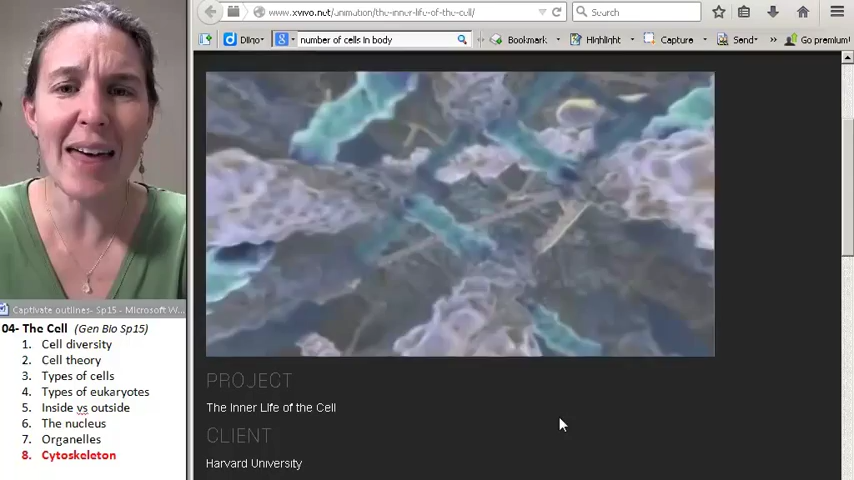 www.xvivo.net/animation/the-inner-life-of-the-cell/
Search
Diigo
number of cells in body
Bookmark
Highlight
Capture
Send
Go premium!
PROJECT
The Inner Life of the Cell
CLIENT
Harvard University
Captivate outlines- Sp15 - Microsoft W...
04- The Cell (Gen Bio Sp15)
1. Cell diversity
2. Cell theory
3. Types of cells
4. Types of eukaryotes
5. Inside vs outside
6. The nucleus
7. Organelles
8. Cytoskeleton